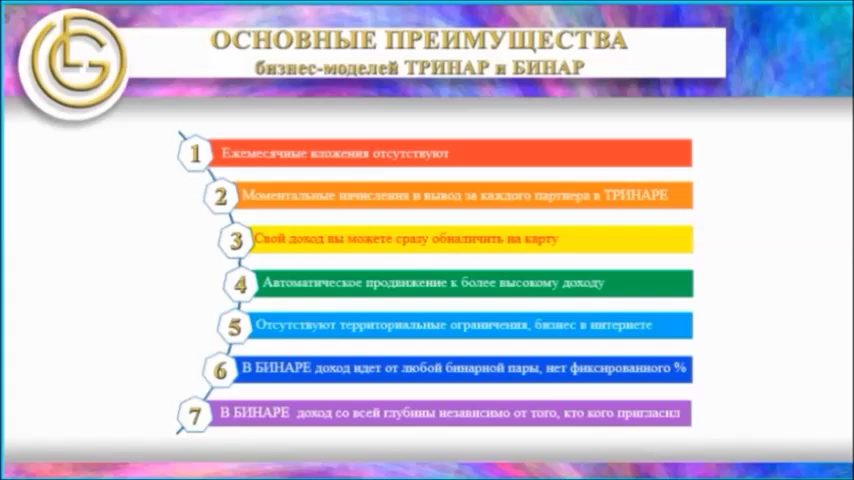 LG
ОСНОВНЫЕ ПРЕИМУЩЕСТВА
бизнес-моделей ТРИНАР и БИНАР
1 Ежемесячные вложения отсутствуют
2 Моментальные начисления и вывод за каждого партнера в ТРИНАРЕ
3 Свой доход вы можете сразу обналичить на карту
4 Автоматическое продвижение к более высокому доходу
5 Отсутствуют территориальные ограничения, бизнес в интернете
6 В БИНАРЕ доход идет от любой бинарной пары, нет фиксированного %
7 В БИНАРЕ доход со всей глубины независимо от того, кто кого пригласил